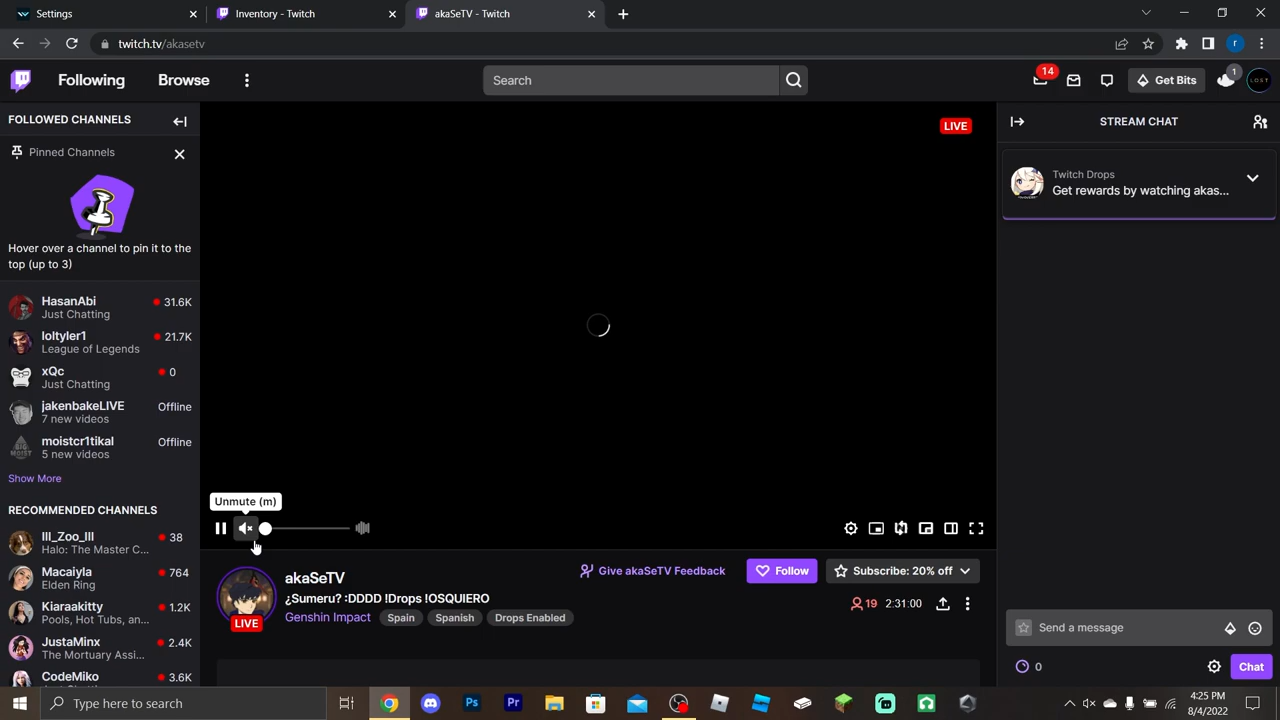 Settings
Inventory - Twitch
akaSeTV - Twitch
twitch.tv/akasetv
r
Following
Browse
Search
14
Get Bits
1
LOST
FOLLOWED CHANNELS
Pinned Channels
Hover over a channel to pin it to the
top (up to 3)
HasanAbi
31.6K
Just Chatting
loltyler1
21.7K
League of Legends
xQc
0
Just Chatting
jakenbakeLIVE
Offline
7 new videos
moistcr1tikal
Offline
5 new videos
Show More
RECOMMENDED CHANNELS
Ill_Zoo_Ill
38
Halo: The Master C...
Macaiyla
573
Elden Ring
Kiaraakitty
1.2K
Pools, Hot Tubs, an...
JustaMinx
2.4K
The Mortuary Assi...
CodeMiko
3.6K
LIVE
Unmute (m)
akaSeTV
¿Sumeru? :DDDD !Drops !OSQUIERO
Genshin Impact
Spain
Spanish
Drops Enabled
LIVE
Give akaSeTV Feedback
Follow
Subscribe: 20% off
19
2:31:00
STREAM CHAT
Twitch Drops
Get rewards by watching akas...
Send a message
0
Chat
Type here to search
Ps
Pr
4:25 PM
8/4/2022